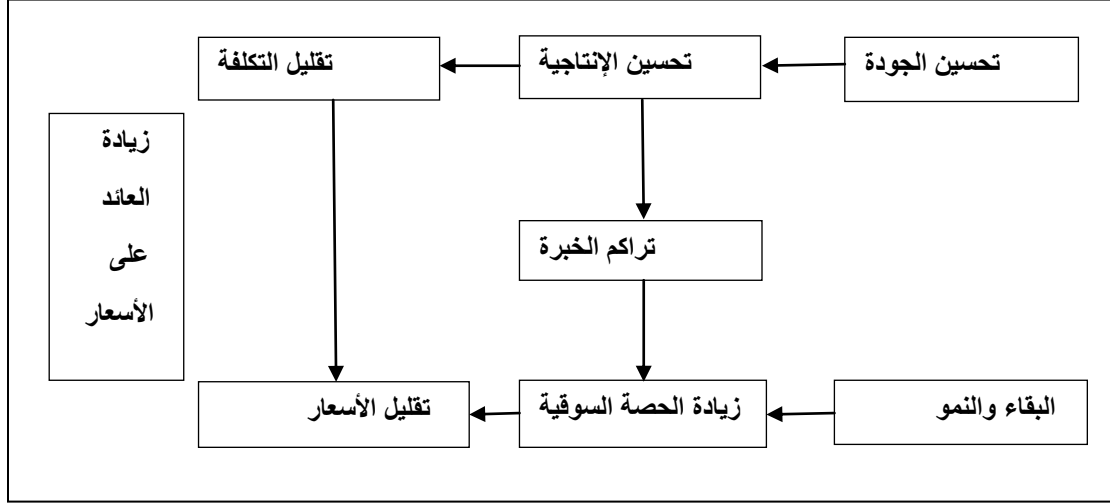 تحسين الجودة
تحسين الإنتاجية
تقليل التكلفة
زيادة
العائد
على
الأسعار
تراكم الخبرة
البقاء والنمو
زيادة الحصة السوقية
تقليل الأسعار